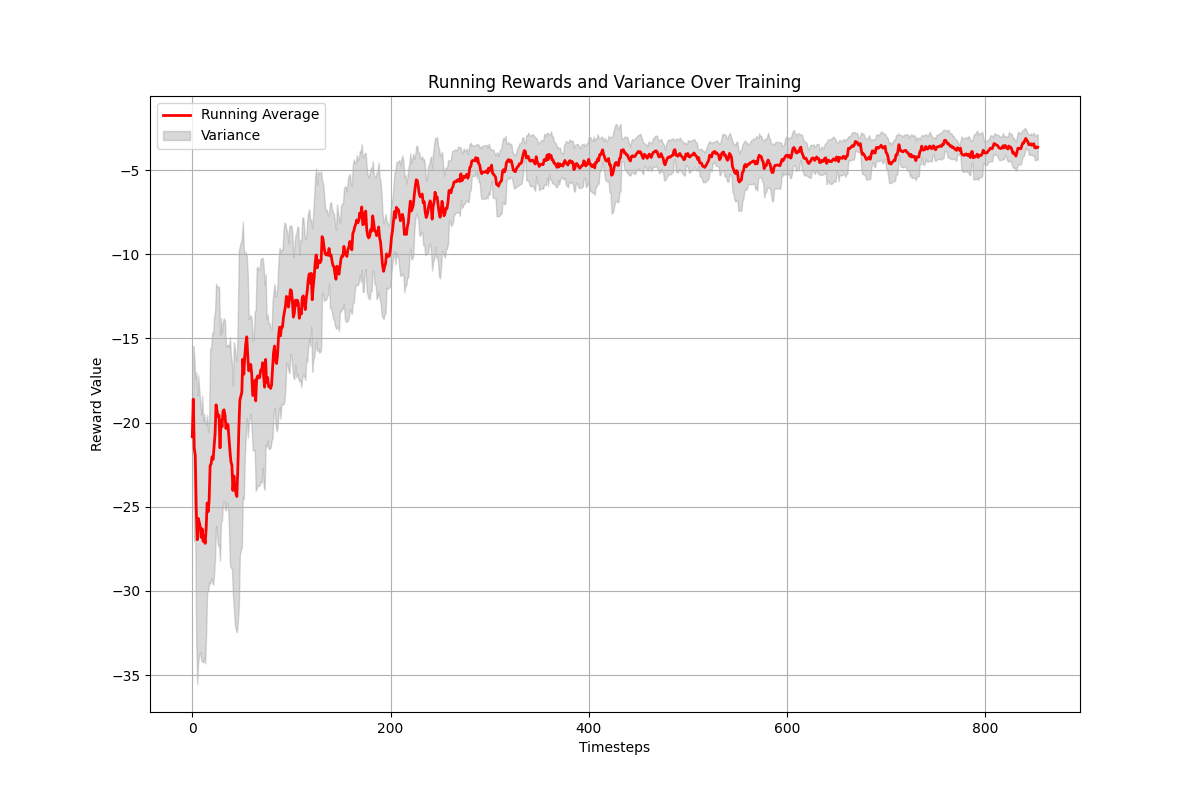 Running Rewards and Variance Over Training
Running Average
Variance
Reward Value
−5
−10
−15
−20
−25
−30
−35
0 200 400 600 800
Timesteps